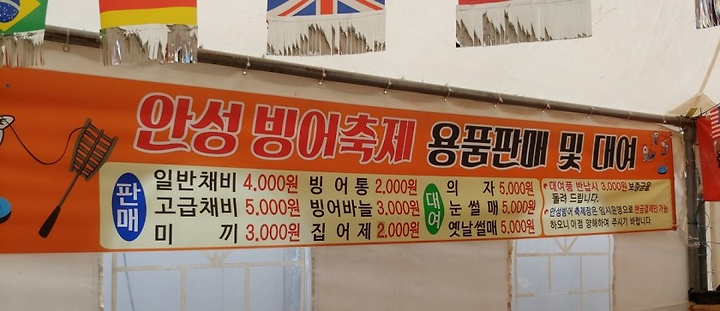 안성 빙어축제 용품판매 및 대여
판매
일반채비 4,000원 빙어통 2,000원
고급채비 5,000원 빙어바늘 3,000원
미끼 3,000원 집어제 2,000원
대여
의자 5,000원
눈썰매 5,000원
옛날썰매 5,000원
• 대여품 반납시 3,000원 보증금을
돌려 드립니다.
• 안성빙어 축제장은 임시운영으로 현금결제만 가능
하오니 이점 양해하여 주시기 바랍니다